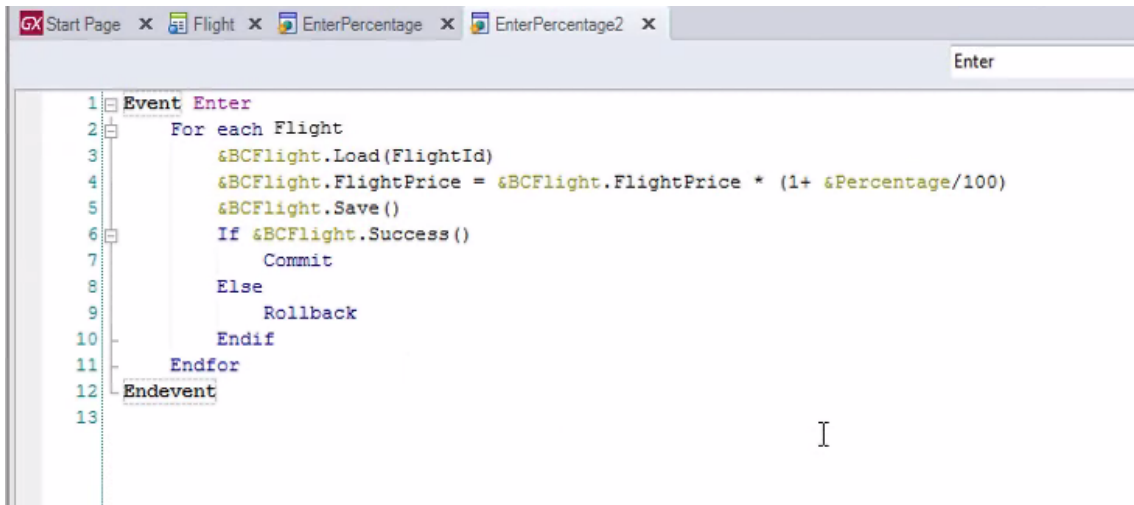 GX Start Page X Flight X EnterPercentage X EnterPercentage2 X
Enter
1 Event Enter
2 For each Flight
3 &BCFlight.Load(FlightId)
4 &BCFlight.FlightPrice = &BCFlight.FlightPrice * (1+ &Percentage/100)
5 &BCFlight.Save()
6 If &BCFlight.Success()
7 Commit
8 Else
9 Rollback
10 Endif
11 Endfor
12 Endevent
13